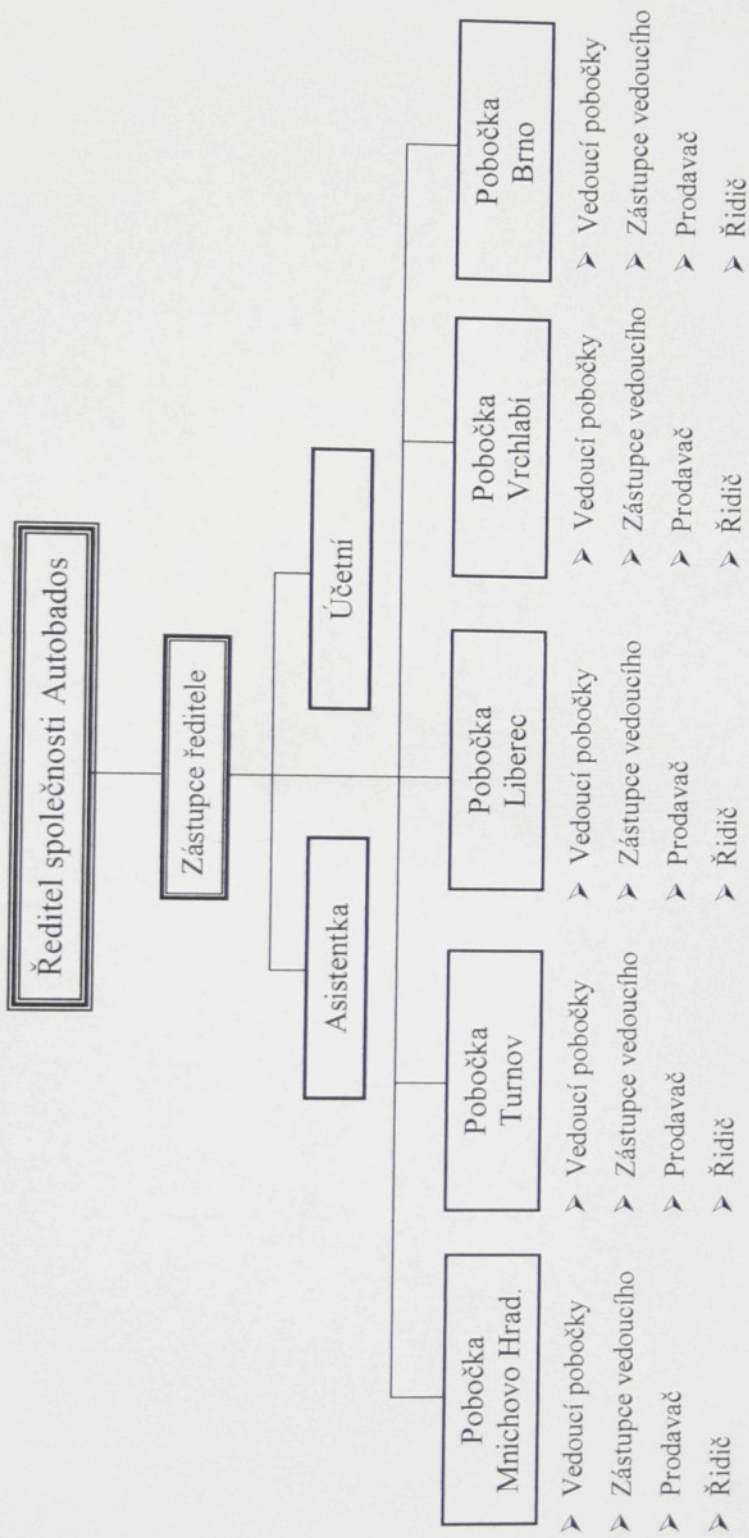 Ředitel společnosti Autobados
Zástupce ředitele
Asistentka
Účetní
Pobočka
Mnichovo Hrad.
➤ Vedoucí pobočky
➤ Zástupce vedoucího
➤ Prodavač
➤ Řidič
Pobočka
Turnov
➤ Vedoucí pobočky
➤ Zástupce vedoucího
➤ Prodavač
➤ Řidič
Pobočka
Liberec
➤ Vedoucí pobočky
➤ Zástupce vedoucího
➤ Prodavač
➤ Řidič
Pobočka
Vrchlabí
➤ Vedoucí pobočky
➤ Zástupce vedoucího
➤ Prodavač
➤ Řidič
Pobočka
Brno
➤ Vedoucí pobočky
➤ Zástupce vedoucího
➤ Prodavač
➤ Řidič